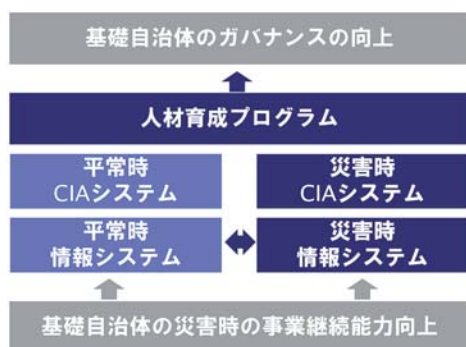 基礎自治体のガバナンスの向上
人材育成プログラム
平常時
CIAシステム
災害時
CIAシステム
平常時
情報システム
災害時
情報システム
基礎自治体の災害時の事業継続能力向上